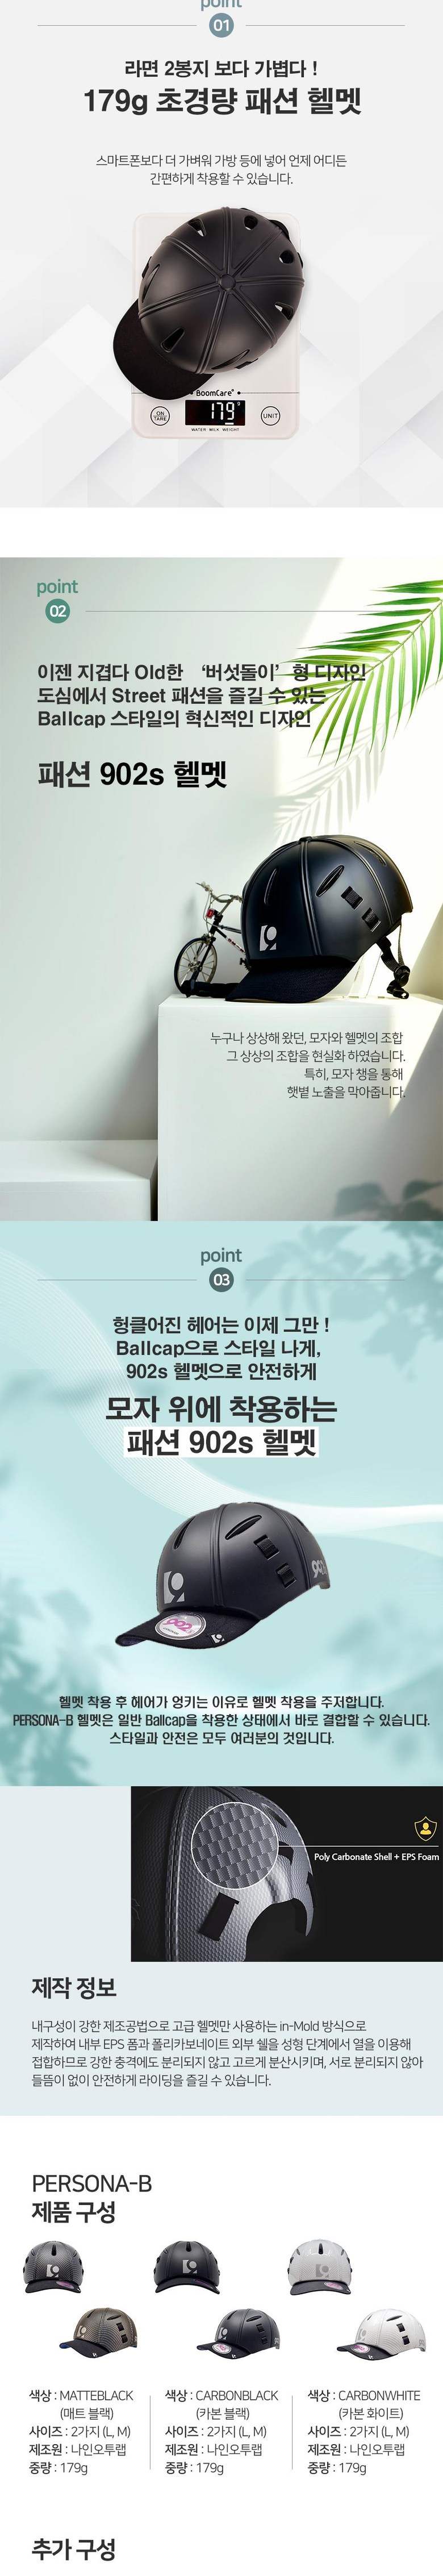 point
01
라면 2봉지 보다 가볍다 !
179g 초경량 패션 헬멧
스마트폰보다 더 가벼워 가방 등에 넣어 언제 어디든
간편하게 착용할 수 있습니다.
BoomCare
ON
TARE
179
UNIT
WATER MILK WEIGHT
point
02
이젠 지겹다 Old한 ‘버섯돌이’ 형 디자인
도심에서 Street 패션을 즐길 수 있는
Ballcap 스타일의 혁신적인 디자인
패션 902s 헬멧
누구나 상상해 왔던, 모자와 헬멧의 조합
그 상상의 조합을 현실화 하였습니다.
특히, 모자 챙을 통해
햇볕 노출을 막아줍니다.
point
03
헝클어진 헤어는 이제 그만 !
Ballcap으로 스타일 나게,
902s 헬멧으로 안전하게
모자 위에 착용하는
패션 902s 헬멧
902
헬멧 착용 후 헤어가 엉키는 이유로 헬멧 착용을 주저합니다.
PERSONA-B 헬멧은 일반 Ballcap을 착용한 상태에서 바로 결합할 수 있습니다.
스타일과 안전은 모두 여러분의 것입니다.
Poly Carbonate Shell + EPS Foam
제작 정보
내구성이 강한 제조공법으로 고급 헬멧만 사용하는 in-Mold 방식으로
제작하여 내부 EPS 폼과 폴리카보네이트 외부 쉘을 성형 단계에서 열을 이용해
접합하므로 강한 충격에도 분리되지 않고 고르게 분산시키며, 서로 분리되지 않아
들뜸이 없이 안전하게 라이딩을 즐길 수 있습니다.
PERSONA-B
제품 구성
색상 : MATTEBLACK
(매트 블랙)
사이즈 : 2가지 (L, M)
제조원 : 나인오투랩
중량 : 179g
색상 : CARBONBLACK
(카본 블랙)
사이즈 : 2가지 (L, M)
제조원 : 나인오투랩
중량 : 179g
색상 : CARBONWHITE
(카본 화이트)
사이즈 : 2가지 (L, M)
제조원 : 나인오투랩
중량 : 179g
추가 구성